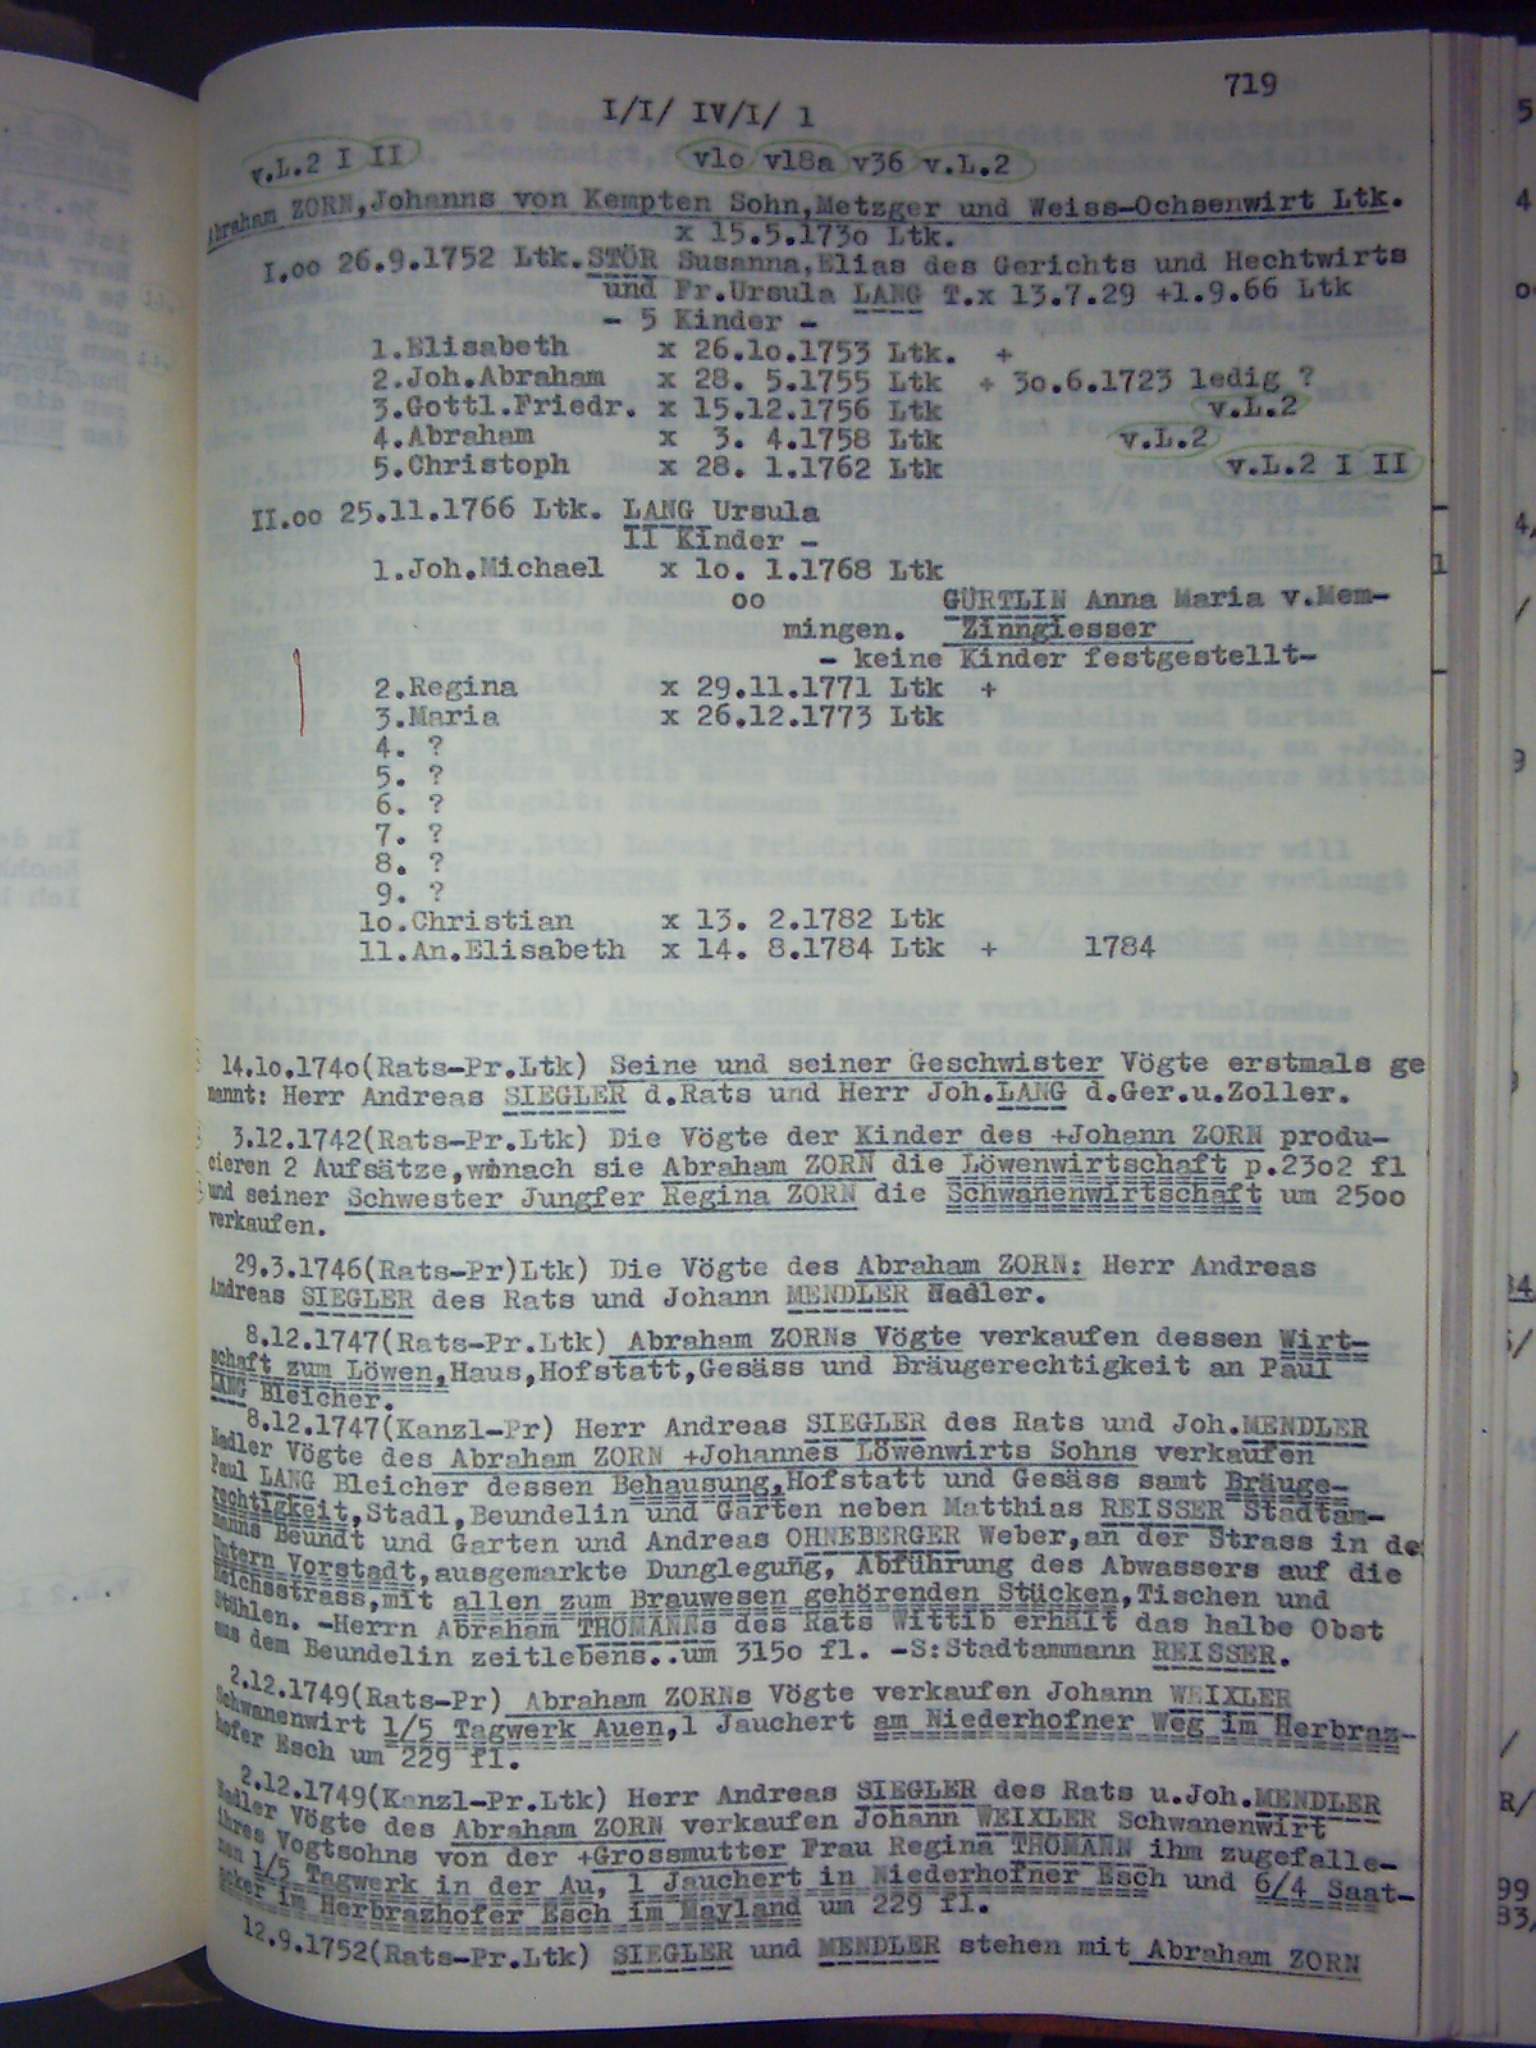 719
I/I/ IV/I/ 1
v.L.2 I II v1o v18a v36 v.L.2
Abraham ZORN,Johanns von Kempten Sohn,Metzger und Weiss-Ochsenwirt Ltk.
x 15.5.173o Ltk.
I.oo 26.9.1752 Ltk.STÖR Susanna,Elias des Gerichts und Hechtwirts
und Fr.Ursula LANG T.x 13.7.29 +1.9.66 Ltk
- 5 Kinder -
1.Elisabeth x 26.1o.1753 Ltk. +
2.Joh.Abraham x 28. 5.1755 Ltk + 3o.6.1723 ledig ?
3.Gottl.Friedr. x 15.12.1756 Ltk v.L.2
4.Abraham x 3. 4.1758 Ltk v.L.2
5.Christoph x 28. 1.1762 Ltk v.L.2 I II
II.oo 25.11.1766 Ltk. LANG Ursula
II Kinder -
1.Joh.Michael x 1o. 1.1768 Ltk
oo GÜRTLIN Anna Maria v.Mem-
mingen. Zinngiesser
- keine Kinder festgestellt-
2.Regina x 29.11.1771 Ltk +
3.Maria x 26.12.1773 Ltk
4. ?
5. ?
6. ?
7. ?
8. ?
9. ?
1o.Christian x 13. 2.1782 Ltk
11.An.Elisabeth x 14. 8.1784 Ltk + 1784
14.1o.174o(Rats-Pr.Ltk) Seine und seiner Geschwister Vögte erstmals ge
nannt: Herr Andreas SIEGLER d.Rats und Herr Joh.LANG d.Ger.u.Zoller.
3.12.1742(Rats-Pr.Ltk) Die Vögte der Kinder des +Johann ZORN produ-
cieren 2 Aufsätze,wonach sie Abraham ZORN die Löwenwirtschaft p.23o2 fl
und seiner Schwester Jungfer Regina ZORN die Schwanenwirtschaft um 25oo
verkaufen.
29.3.1746(Rats-Pr)Ltk) Die Vögte des Abraham ZORN: Herr Andreas
Andreas SIEGLER des Rats und Johann MENDLER Nadler.
8.12.1747(Rats-Pr.Ltk) Abraham ZORNs Vögte verkaufen dessen Wirt-
schaft zum Löwen,Haus,Hofstatt,Gesäss und Bräugerechtigkeit an Paul
LANG Bleicher.
8.12.1747(Kanzl-Pr) Herr Andreas SIEGLER des Rats und Joh.MENDLER
Nadler Vögte des Abraham ZORN +Johannes Löwenwirts Sohns verkaufen
Paul LANG Bleicher dessen Behausung,Hofstatt und Gesäss samt Bräuge-
rechtigkeit,Stadl,Beundelin und Garten neben Matthias REISSER Stadtam-
manns Beundt und Garten und Andreas OHNEBERGER Weber,an der Strass in de
Untern Vorstadt,ausgemarkte Dunglegung, Abführung des Abwassers auf die
Reichsstrass,mit allen zum Brauwesen gehörenden Stücken,Tischen und
Stühlen. -Herrn Abraham THOMANNs des Rats Wittib erhält das halbe Obst
aus dem Beundelin zeitlebens..um 315o fl. -S:Stadtammann REISSER.
2.12.1749(Rats-Pr) Abraham ZORNs Vögte verkaufen Johann WEIXLER
Schwanenwirt 1/5 Tagwerk Auen,1 Jauchert am Niederhofner Weg im Herbraz-
hofer Esch um 229 fl.
2.12.1749(Kanzl-Pr.Ltk) Herr Andreas SIEGLER des Rats u.Joh.MENDLER
Nadler Vögte des Abraham ZORN verkaufen Johann WEIXLER Schwanenwirt
ihres Vogtsohns von der +Grossmutter Frau Regina THOMANN ihm zugefalle-
nen 1/5 Tagwerk in der Au, 1 Jauchert in Niederhofner Esch und 6/4 Saat-
acker im Herbrazhofer Esch im Mayland um 229 fl.
12.9.1752(Rats-Pr.Ltk) SIEGLER und MENDLER stehen mit Abraham ZORN